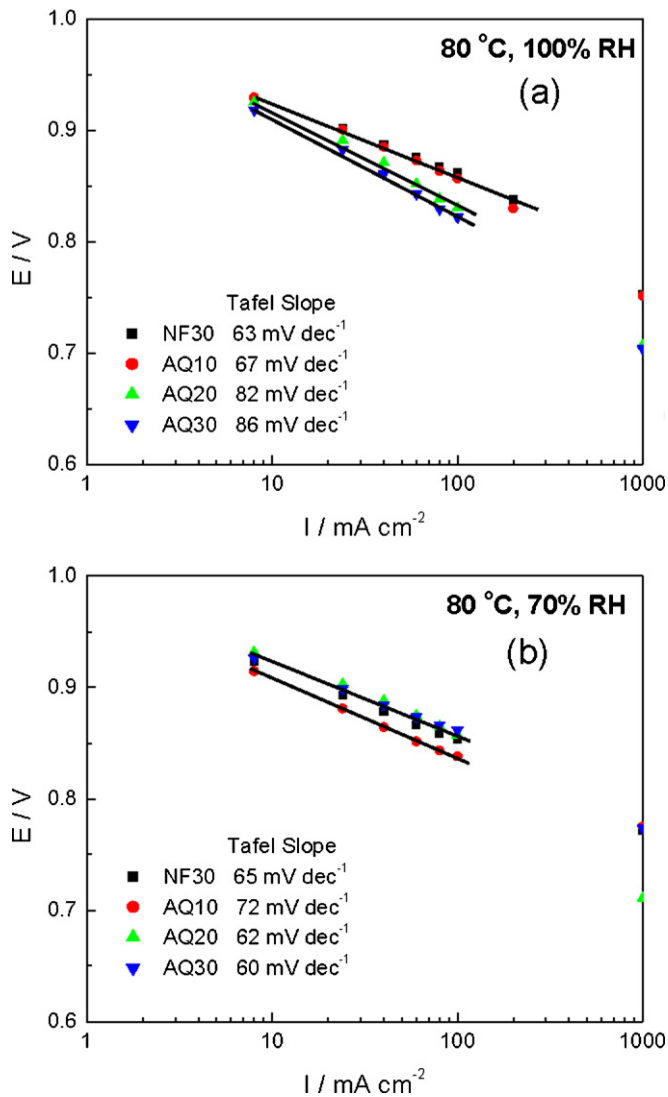 1.0
80 °C, 100% RH
(a)
0.9
0.8
E / V
Tafel Slope
NF30 63 mV dec⁻¹
AQ10 67 mV dec⁻¹
0.7
AQ20 82 mV dec⁻¹
AQ30 86 mV dec⁻¹
0.6
1 10 100 1000
I / mA cm⁻²
1.0
80 °C, 70% RH
(b)
0.9
0.8
E / V
Tafel Slope
NF30 65 mV dec⁻¹
AQ10 72 mV dec⁻¹
0.7
AQ20 62 mV dec⁻¹
AQ30 60 mV dec⁻¹
0.6
1 10 100 1000
I / mA cm⁻²